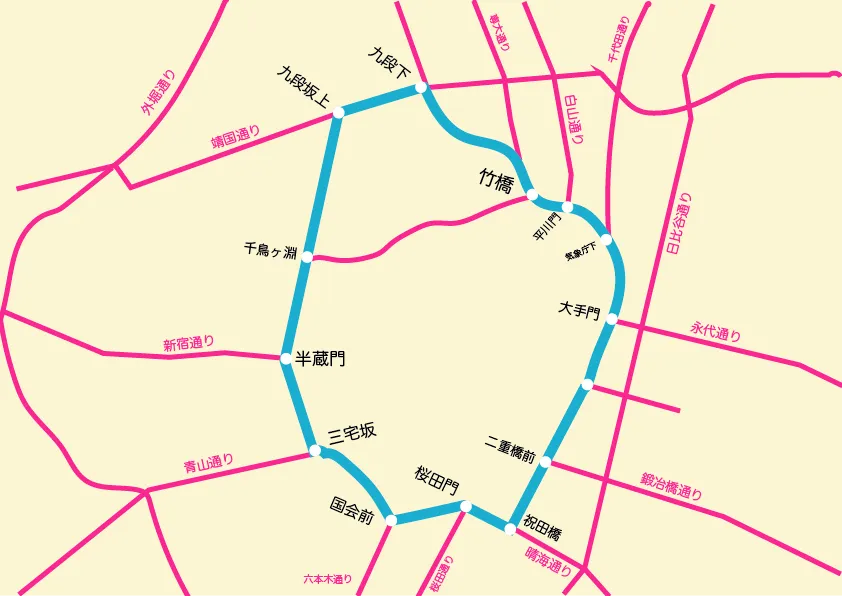 専大通り
千代田通り
九段下
外堀通り
九段坂上
白山通り
靖国通り
竹橋
平川門
日比谷通り
気象庁下
千鳥ヶ淵
大手門
永代通り
新宿通り
半蔵門
三宅坂
二重橋前
青山通り
桜田門
鍛冶橋通り
国会前
祝田橋
晴海通り
六本木通り
桜田通り